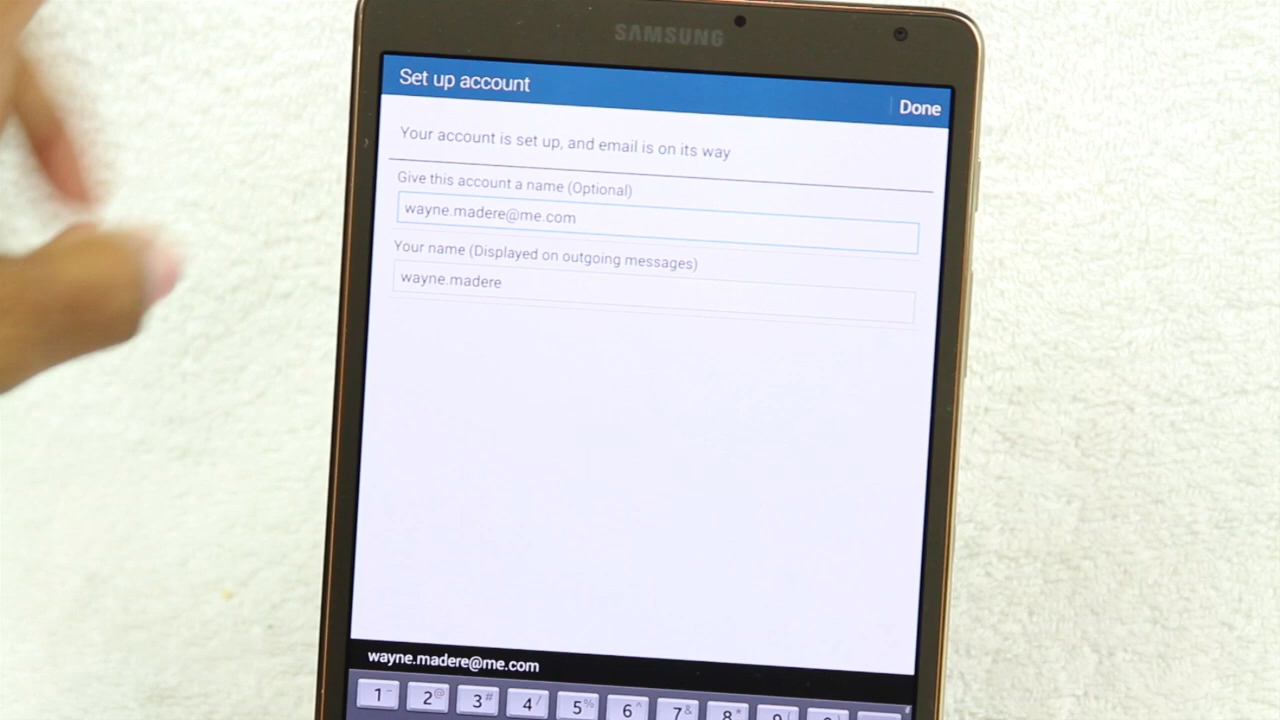 SAMSUNG
Set up account
Done
Your account is set up, and email is on its way
Give this account a name (Optional)
wayne.madere@me.com
Your name (Displayed on outgoing messages)
wayne.madere
wayne.madere@me.com
1 - 2 @ 3 # 4 / 5 % 6 ^ 7 & 8 * 9 (